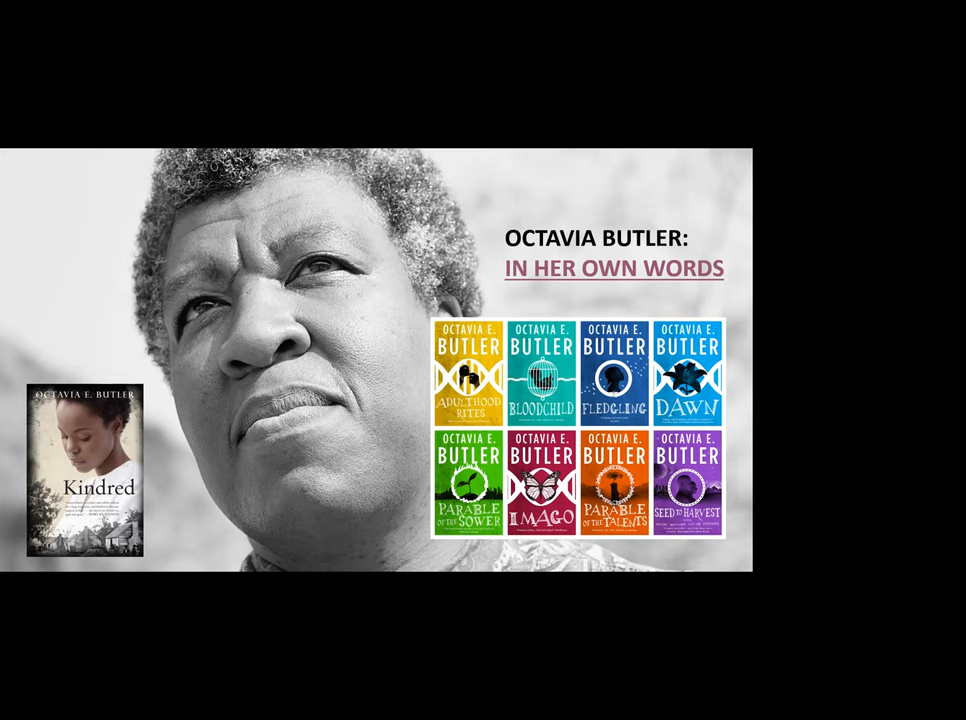 OCTAVIA BUTLER:
IN HER OWN WORDS
OCTAVIA E.
BUTLER
ADULTHOOD
RITES
OCTAVIA E.
BUTLER
BLOODCHILD
OCTAVIA E.
BUTLER
FLEDGLING
OCTAVIA E.
BUTLER
DAWN
OCTAVIA E.
BUTLER
PARABLE
OF THE SOWER
OCTAVIA E.
BUTLER
IMAGO
OCTAVIA E.
BUTLER
PARABLE
OF THE TALENTS
OCTAVIA E.
BUTLER
SEED TO HARVEST
OCTAVIA E. BUTLER
Kindred